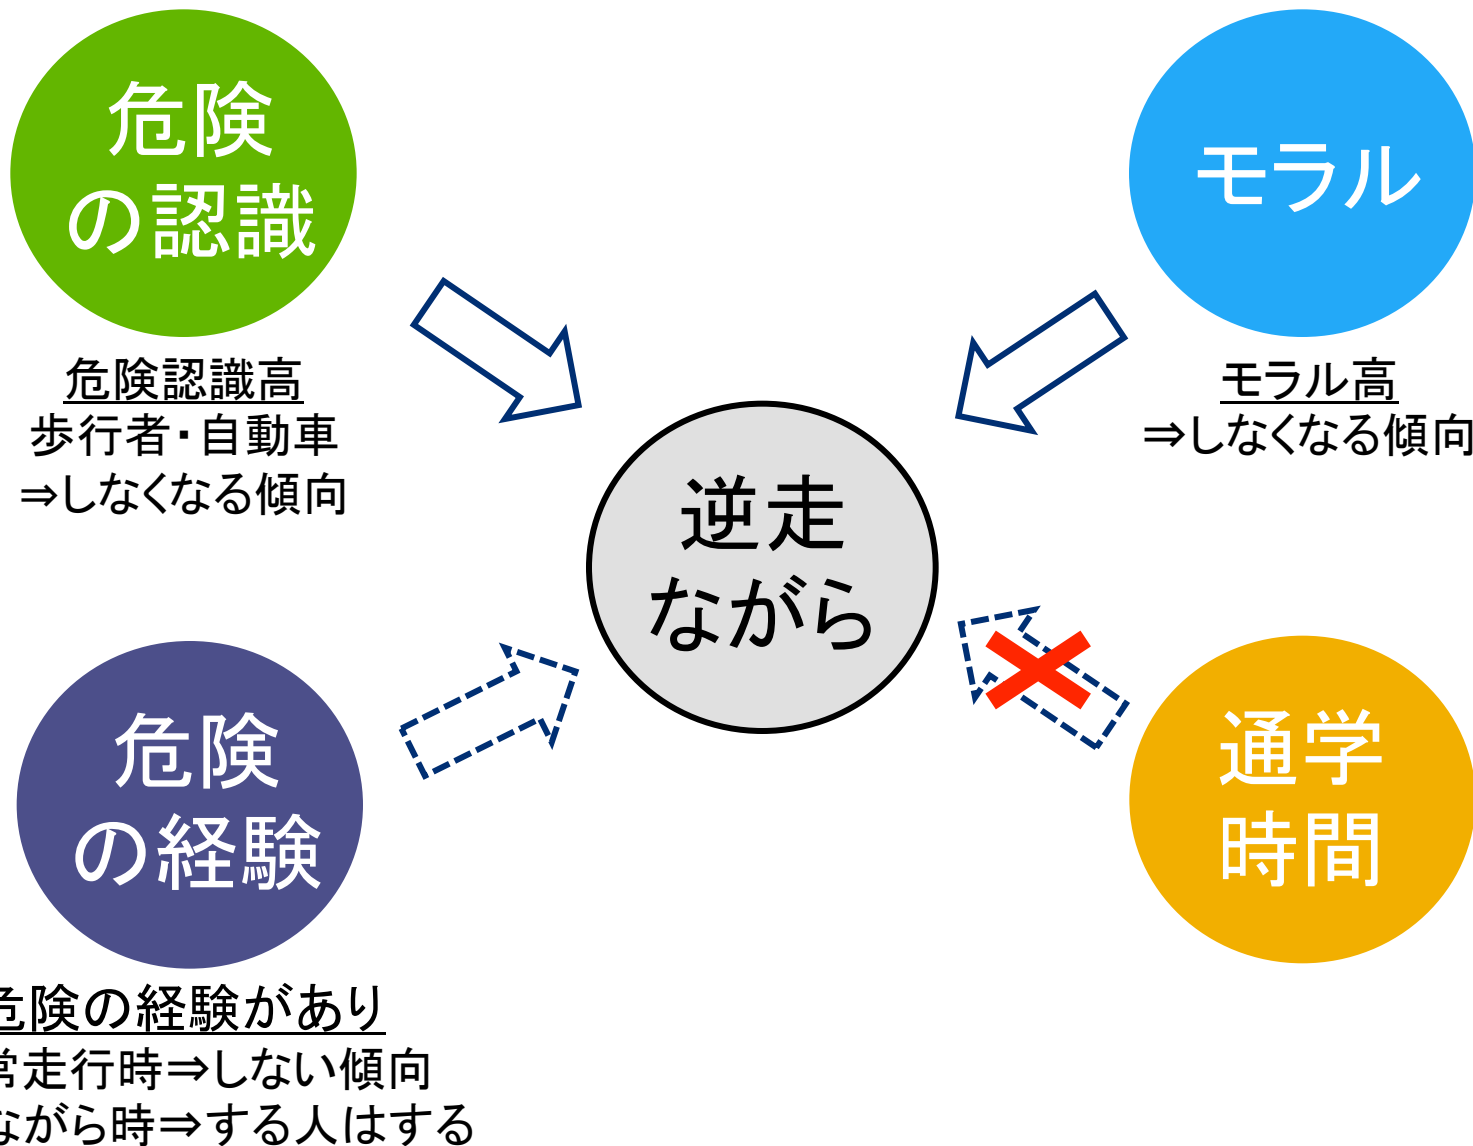 危険
の認識
危険認識高
歩行者・自動車
⇒しなくなる傾向
モラル
モラル高
⇒しなくなる傾向
逆走
ながら
危険
の経験
危険の経験があり
常走行時⇒しない傾向
ながら時⇒する人はする
通学
時間